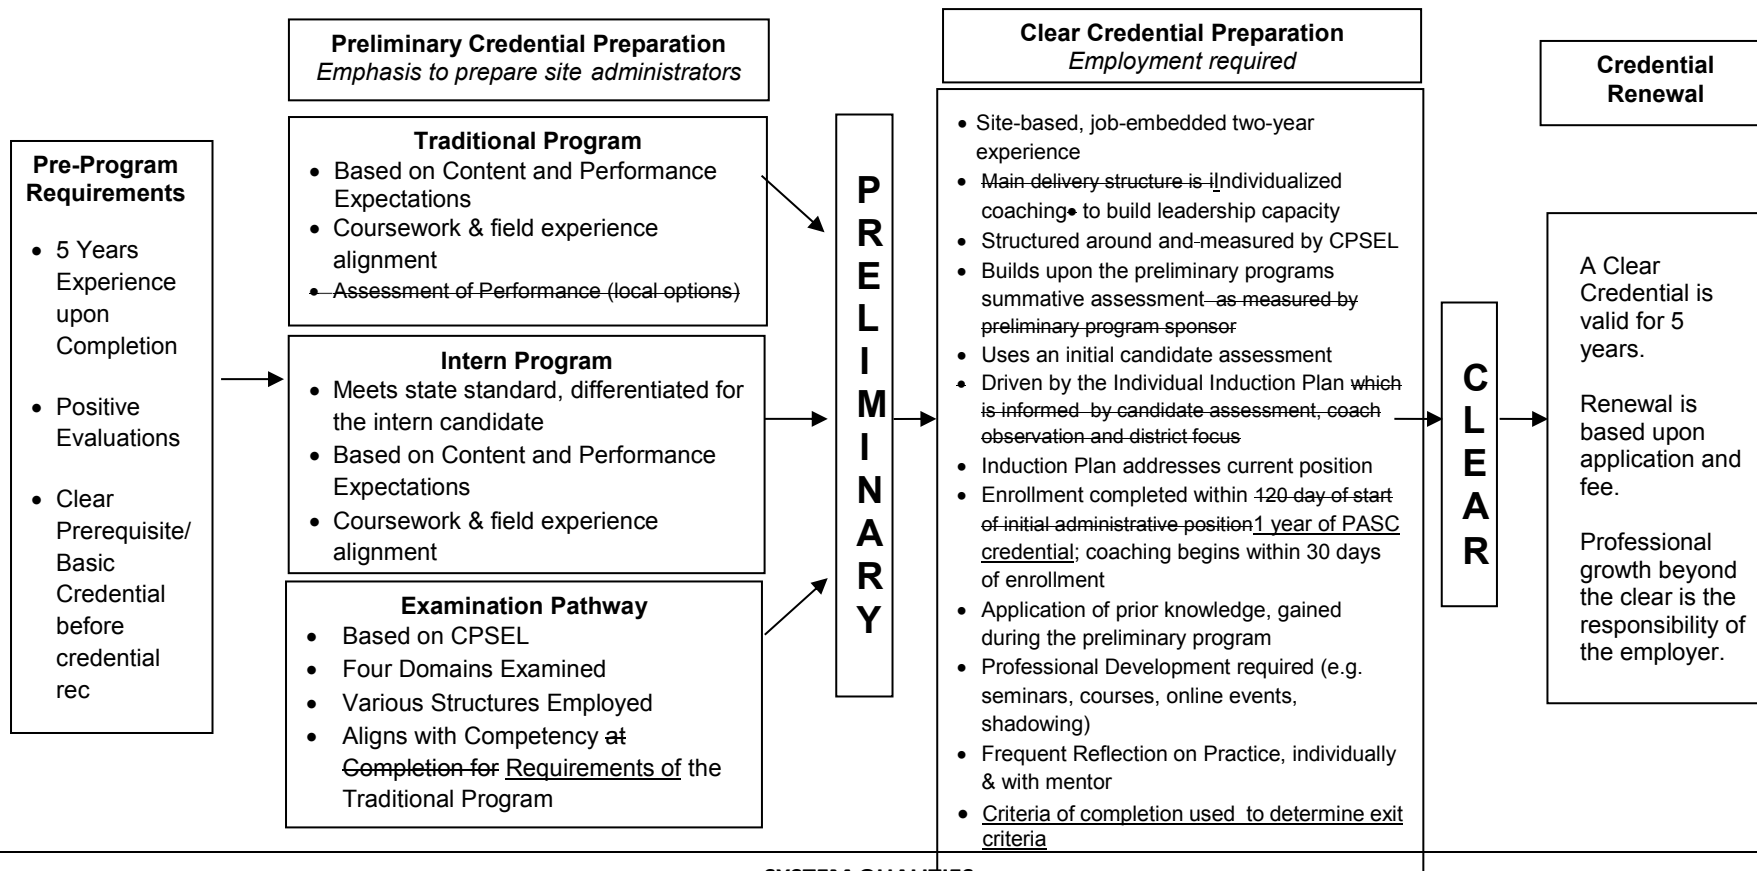 Pre-Program
Requirements
• 5 Years
Experience
upon
Completion
• Positive
Evaluations
• Clear
Prerequisite/
Basic
Credential
before
credential
rec
Preliminary Credential Preparation
Emphasis to prepare site administrators
Traditional Program
• Based on Content and Performance
Expectations
• Coursework & field experience
alignment
• Assessment of Performance (local options)
Intern Program
• Meets state standard, differentiated for
the intern candidate
• Based on Content and Performance
Expectations
• Coursework & field experience
alignment
Examination Pathway
• Based on CPSEL
• Four Domains Examined
• Various Structures Employed
• Aligns with Competency at
Completion for Requirements of the
Traditional Program
P
R
E
L
I
M
I
N
A
R
Y
Clear Credential Preparation
Employment required
• Site-based, job-embedded two-year
experience
• Main delivery structure is iIndividualized
coaching• to build leadership capacity
• Structured around and-measured by CPSEL
• Builds upon the preliminary programs
summative assessment as measured by
preliminary program sponsor
• Uses an initial candidate assessment
• Driven by the Individual Induction Plan which
is informed by candidate assessment, coach
observation and district focus
• Induction Plan addresses current position
• Enrollment completed within 120 day of start
of initial administrative position1 year of PASC
credential; coaching begins within 30 days
of enrollment
• Application of prior knowledge, gained
during the preliminary program
• Professional Development required (e.g.
seminars, courses, online events,
shadowing)
• Frequent Reflection on Practice, individually
& with mentor
• Criteria of completion used to determine exit
criteria
C
L
E
A
R
Credential
Renewal
A Clear
Credential is
valid for 5
years.
Renewal is
based upon
application and
fee.
Professional
growth beyond
the clear is the
responsibility of
the employer.
SYSTEM QUALITIES